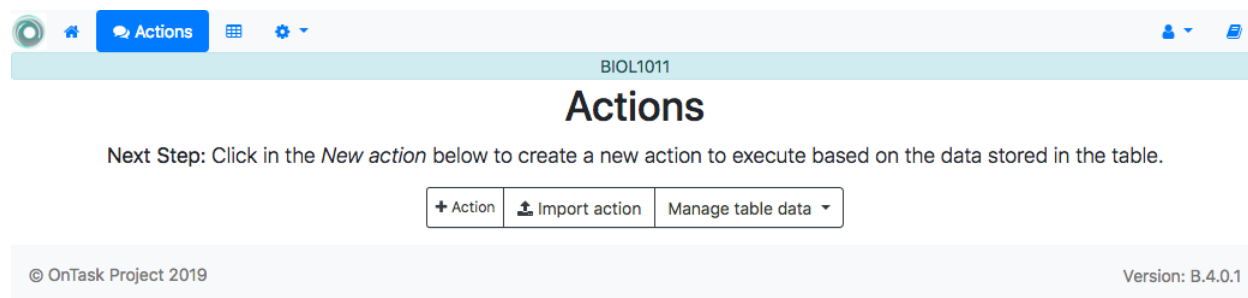 Actions
BIOL1011
Actions
Next Step: Click in the New action below to create a new action to execute based on the data stored in the table.
+ Action Import action Manage table data
© OnTask Project 2019 Version: B.4.0.1